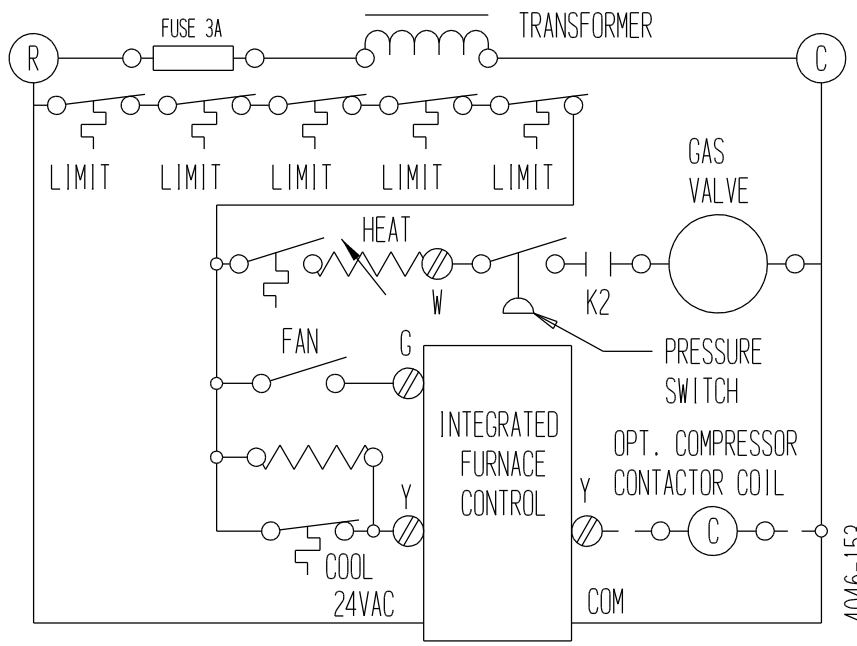 FUSE 3A
TRANSFORMER
R
C
LIMIT LIMIT LIMIT LIMIT LIMIT
GAS
VALVE
HEAT
W
K2
FAN
G
PRESSURE
SWITCH
INTEGRATED
FURNACE
CONTROL
OPT. COMPRESSOR
CONTACTOR COIL
Y
Y
C
COOL
24VAC
COM
4046-152